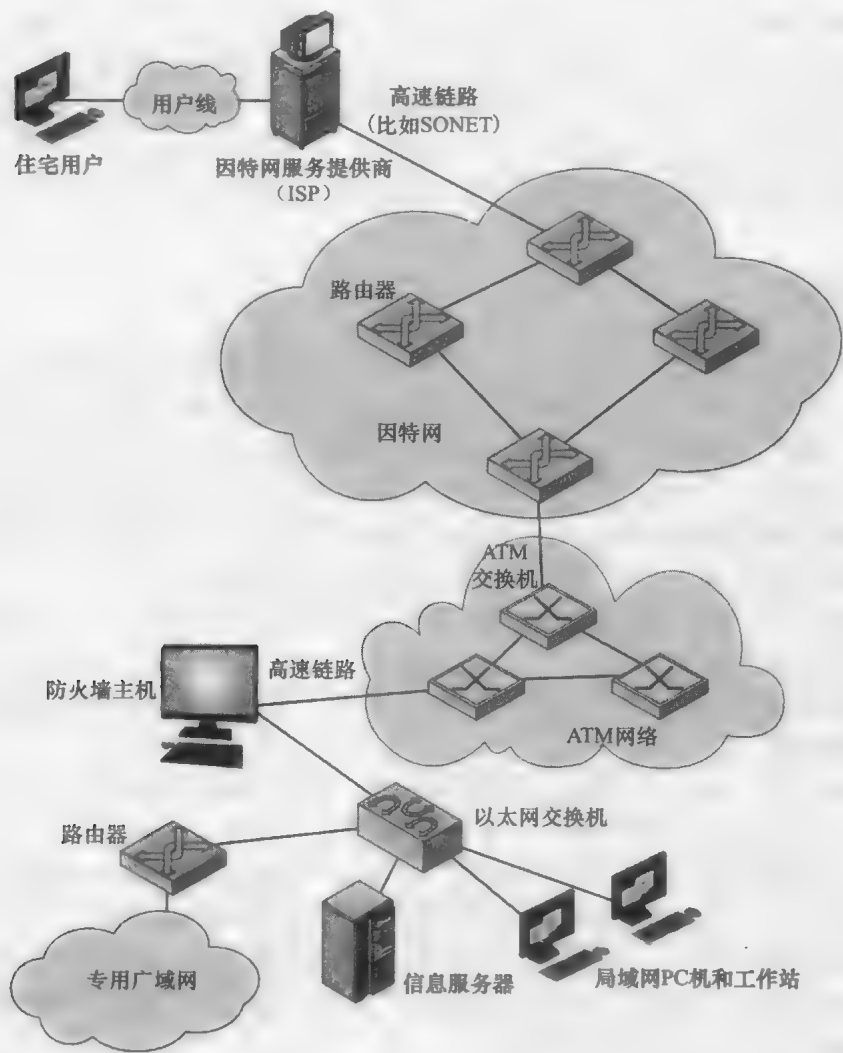 用户线
高速链路
（比如SONET）
住宅用户
因特网服务提供商
（ISP）
路由器
因特网
ATM
交换机
高速链路
防火墙主机
ATM网络
以太网交换机
路由器
专用广域网
信息服务器
局域网PC机和工作站